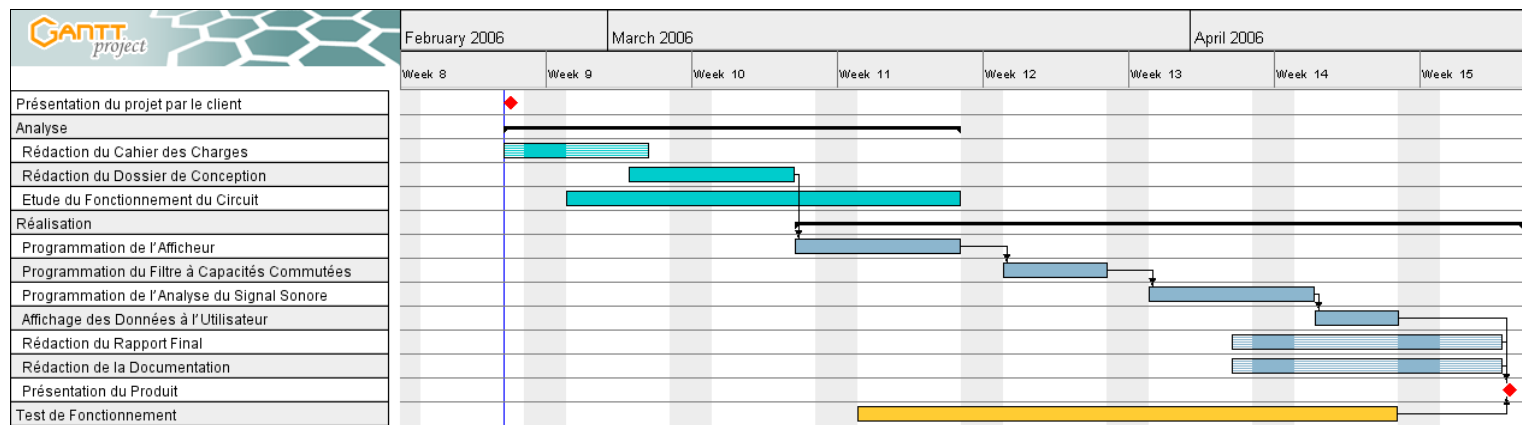 GANTT
project
February 2006
March 2006
April 2006
Week 8
Week 9
Week 10
Week 11
Week 12
Week 13
Week 14
Week 15
Présentation du projet par le client
Analyse
Rédaction du Cahier des Charges
Rédaction du Dossier de Conception
Etude du Fonctionnement du Circuit
Réalisation
Programmation de l'Afficheur
Programmation du Filtre à Capacités Commutées
Programmation de l'Analyse du Signal Sonore
Affichage des Données à l'Utilisateur
Rédaction du Rapport Final
Rédaction de la Documentation
Présentation du Produit
Test de Fonctionnement